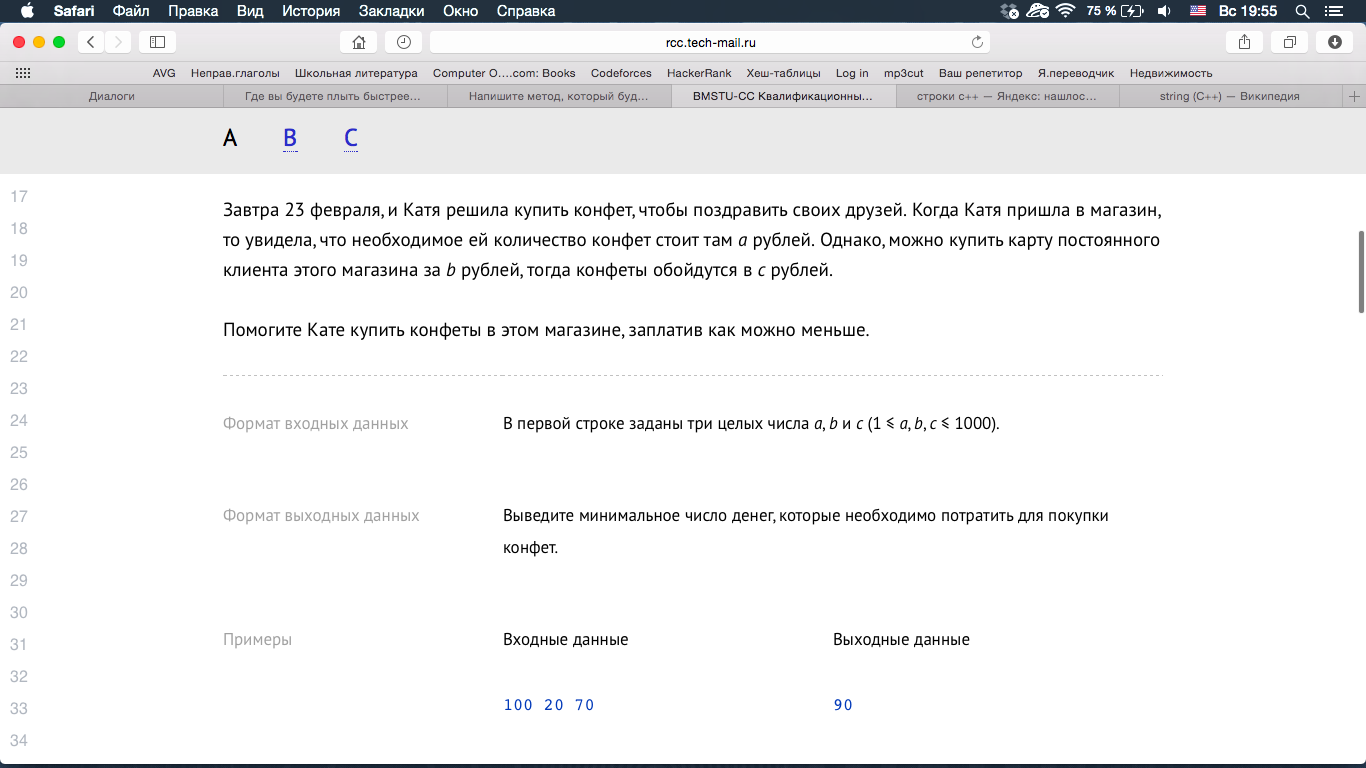 Safari Файл Правка Вид История Закладки Окно Справка 75 % Вс 19:55
rcc.tech-mail.ru
AVG Неправ.глаголы Школьная литература Computer O....com: Books Codeforces HackerRank Хеш-таблицы Log in mp3cut Ваш репетитор Я.переводчик Недвижимость
Диалоги Где вы будете плыть быстрее... Напишите метод, который буд... BMSTU-CC Квалификационны... строки с++ — Яндекс: нашлос... string (C++) — Википедия
A B C
17
Завтра 23 февраля, и Катя решила купить конфет, чтобы поздравить своих друзей. Когда Катя пришла в магазин,
18
то увидела, что необходимое ей количество конфет стоит там a рублей. Однако, можно купить карту постоянного
19
клиента этого магазина за b рублей, тогда конфеты обойдутся в c рублей.
20
21
Помогите Кате купить конфеты в этом магазине, заплатив как можно меньше.
22
23
24
Формат входных данных В первой строке заданы три целых числа a, b и c (1 ⩽ a, b, c ⩽ 1000).
25
26
27
Формат выходных данных Выведите минимальное число денег, которые необходимо потратить для покупки
28
конфет.
29
30
31
Примеры Входные данные Выходные данные
32
33
100 20 70 90
34